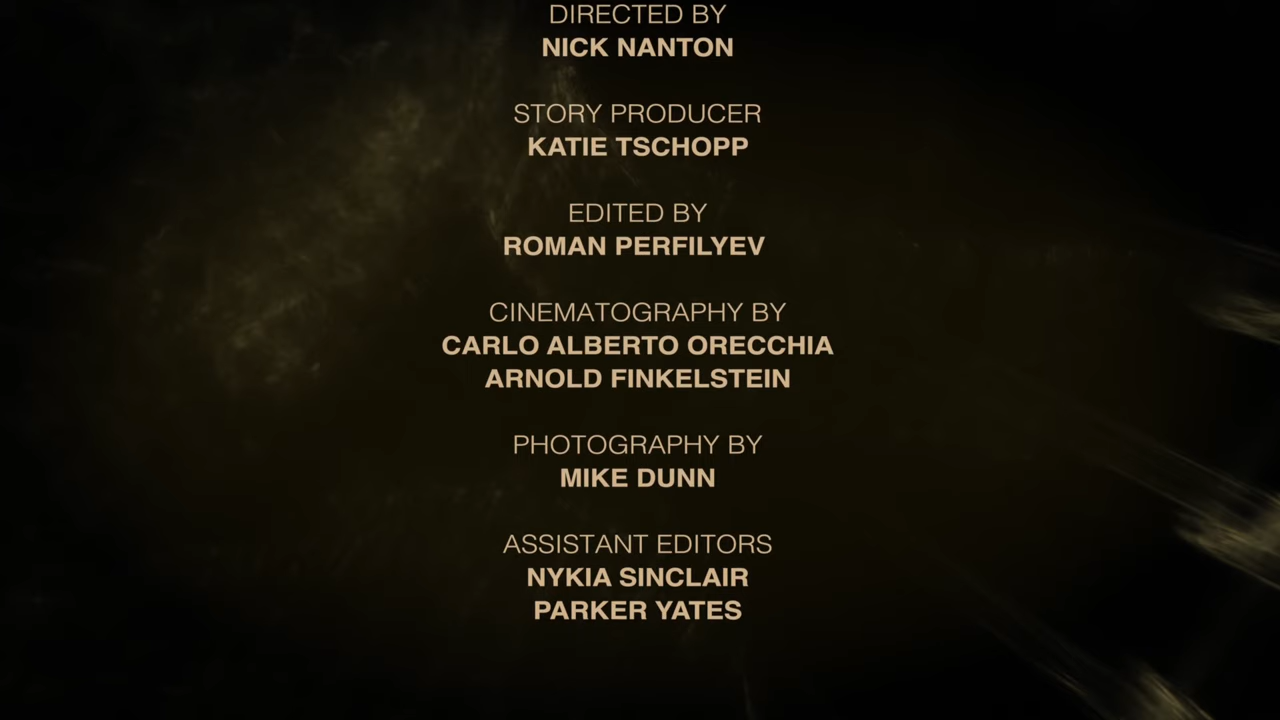 DIRECTED BY
NICK NANTON
STORY PRODUCER
KATIE TSCHOPP
EDITED BY
ROMAN PERFILYEV
CINEMATOGRAPHY BY
CARLO ALBERTO ORECCHIA
ARNOLD FINKELSTEIN
PHOTOGRAPHY BY
MIKE DUNN
ASSISTANT EDITORS
NYKIA SINCLAIR
PARKER YATES